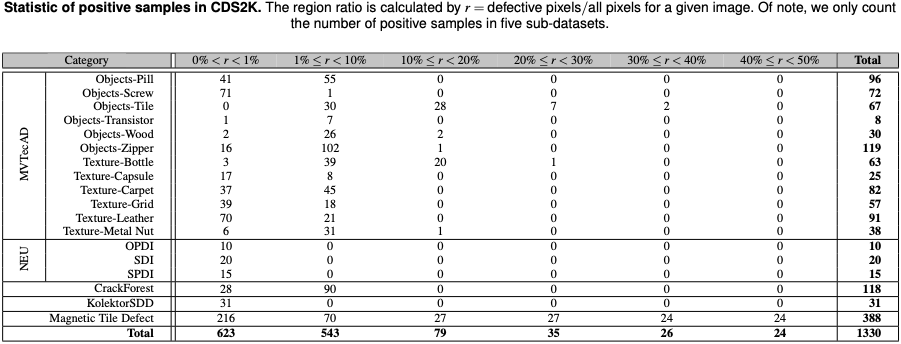 Statistic of positive samples in CDS2K. The region ratio is calculated by r = defective pixels/all pixels for a given image. Of note, we only count
the number of positive samples in five sub-datasets.
Category 0% < r < 1% 1% ≤ r < 10% 10% ≤ r < 20% 20% ≤ r < 30% 30% ≤ r < 40% 40% ≤ r < 50% Total
MVTecAD
Objects-Pill 41 55 0 0 0 0 96
Objects-Screw 71 1 0 0 0 0 72
Objects-Tile 0 30 28 7 2 0 67
Objects-Transistor 1 7 0 0 0 0 8
Objects-Wood 2 26 2 0 0 0 30
Objects-Zipper 16 102 1 0 0 0 119
Texture-Bottle 3 39 20 1 0 0 63
Texture-Capsule 17 8 0 0 0 0 25
Texture-Carpet 37 45 0 0 0 0 82
Texture-Grid 39 18 0 0 0 0 57
Texture-Leather 70 21 0 0 0 0 91
Texture-Metal Nut 6 31 1 0 0 0 38
NEU
OPDI 10 0 0 0 0 0 10
SDI 20 0 0 0 0 0 20
SPDI 15 0 0 0 0 0 15
CrackForest 28 90 0 0 0 0 118
KolektorSDD 31 0 0 0 0 0 31
Magnetic Tile Defect 216 70 27 27 24 24 388
Total 623 543 79 35 26 24 1330